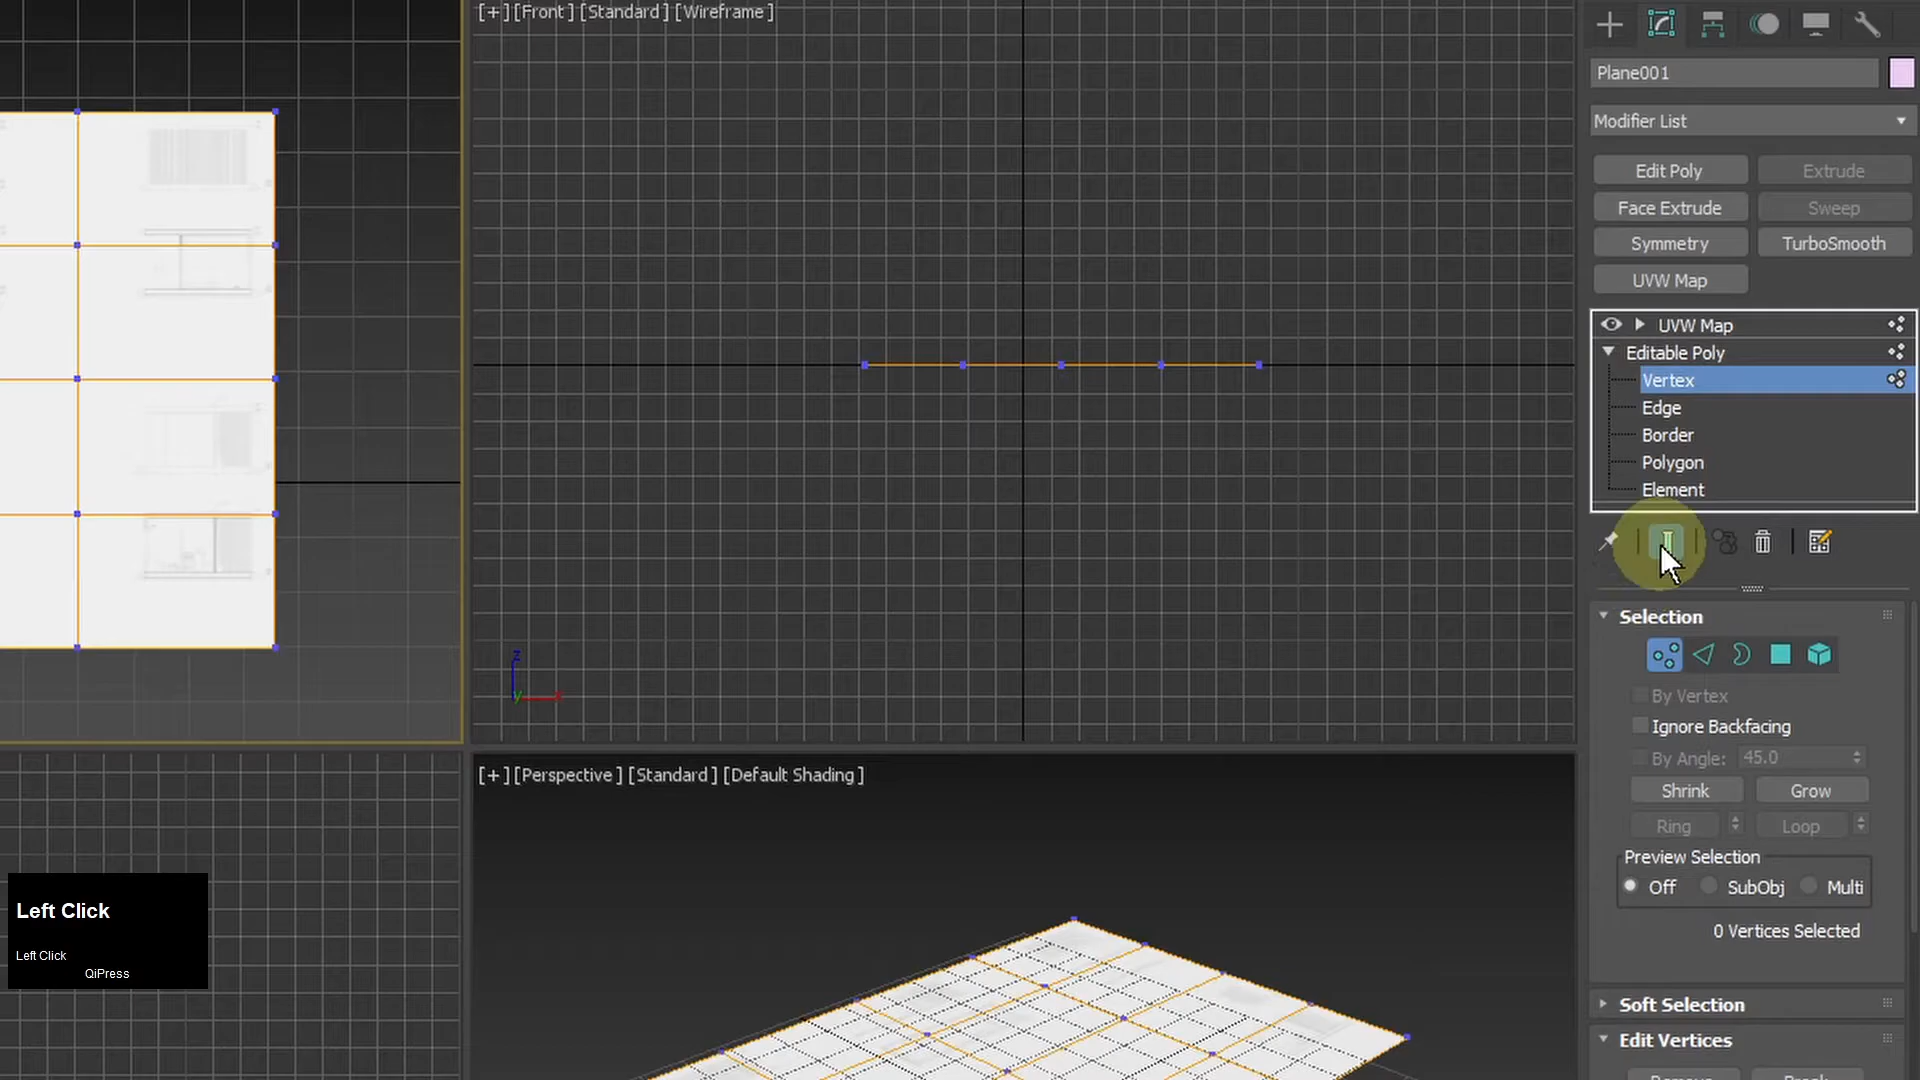 [+] [Front] [Standard] [Wireframe]
Plane001
Modifier List
Edit Poly
Extrude
Face Extrude
Sweep
Symmetry
TurboSmooth
UVW Map
UVW Map
Editable Poly
Vertex
Edge
Border
Polygon
Element
Selection
By Vertex
Ignore Backfacing
By Angle: 45.0
Shrink
Grow
Ring
Loop
Preview Selection
Off
SubObj
Multi
0 Vertices Selected
Soft Selection
Edit Vertices
z
y
x
[+] [Perspective] [Standard] [Default Shading]
Left Click
Left Click
QiPress